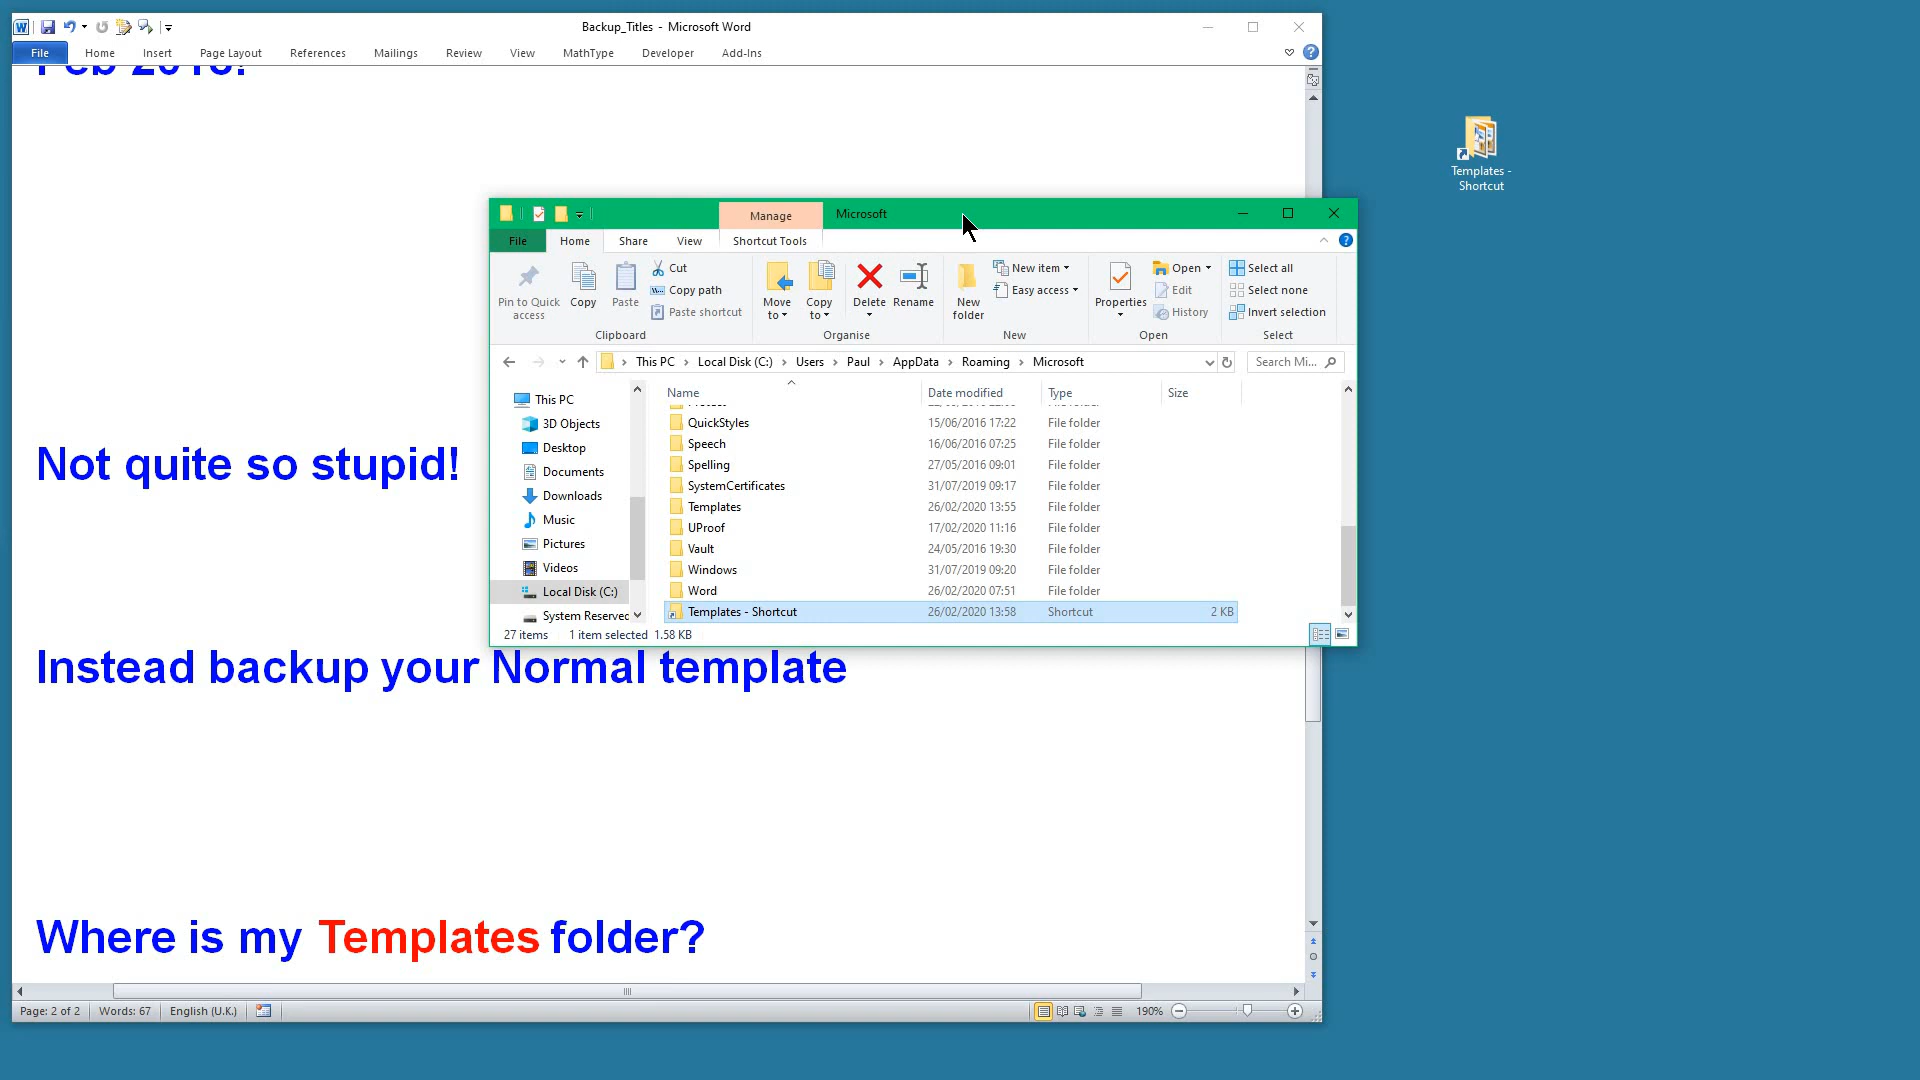 Backup_Titles - Microsoft Word
File Home Insert Page Layout References Mailings Review View MathType Developer Add-Ins
Feb 2018!
Templates - Shortcut
Manage Microsoft
File Home Share View Shortcut Tools
Pin to Quick access
Copy
Paste
Cut
Copy path
Paste shortcut
Clipboard
Move to
Copy to
Delete
Rename
Organise
New folder
New item
Easy access
New
Properties
Open
Edit
History
Open
Select all
Select none
Invert selection
Select
This PC Local Disk (C:) Users Paul AppData Roaming Microsoft
Search Mi...
This PC
3D Objects
Desktop
Documents
Downloads
Music
Pictures
Videos
Local Disk (C:)
System Reserved
Name Date modified Type Size
QuickStyles 15/06/2016 17:22 File folder
Speech 16/06/2016 07:25 File folder
Spelling 27/05/2016 09:01 File folder
SystemCertificates 31/07/2019 09:17 File folder
Templates 26/02/2020 13:55 File folder
UProof 17/02/2020 11:16 File folder
Vault 24/05/2016 19:30 File folder
Windows 31/07/2019 09:20 File folder
Word 26/02/2020 07:51 File folder
Templates - Shortcut 26/02/2020 13:58 Shortcut 2 KB
27 items 1 item selected 1.58 KB
Not quite so stupid!
Instead backup your Normal template
Where is my Templates folder?
Page: 2 of 2 Words: 67 English (U.K.) 190%